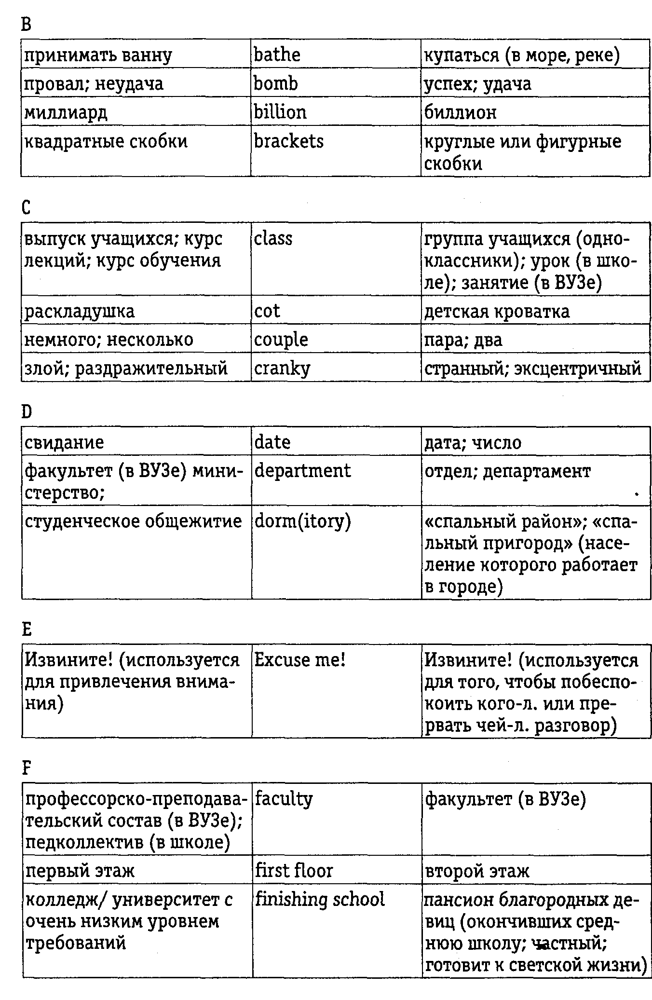 B
принимать ванну bathe купаться (в море, реке)
провал; неудача bomb успех; удача
миллиард billion биллион
квадратные скобки brackets круглые или фигурные
скобки
C
выпуск учащихся; курс class группа учащихся (одно-
лекций; курс обучения классники); урок (в шко-
ле); занятие (в ВУЗе)
раскладушка cot детская кроватка
немного; несколько couple пара; два
злой; раздражительный cranky странный; эксцентричный
D
свидание date дата; число
факультет (в ВУЗе) мини- department отдел; департамент
стерство;
студенческое общежитие dorm(itory) «спальный район»; «спа-
льный пригород» (насе-
ление которого работает
в городе)
E
Извините! (используется Excuse me! Извините! (используется
для привлечения внима- для того, чтобы побеспо-
ния) коить кого-л. или пре-
рвать чей-л. разговор)
F
профессорско-преподава- faculty факультет (в ВУЗе)
тельский состав (в ВУЗе);
педколлектив (в школе)
первый этаж first floor второй этаж
колледж/ университет с finishing school пансион благородных де-
очень низким уровнем виц (окончивших сред-
требований нюю школу; частный;
готовит к светской жизни)